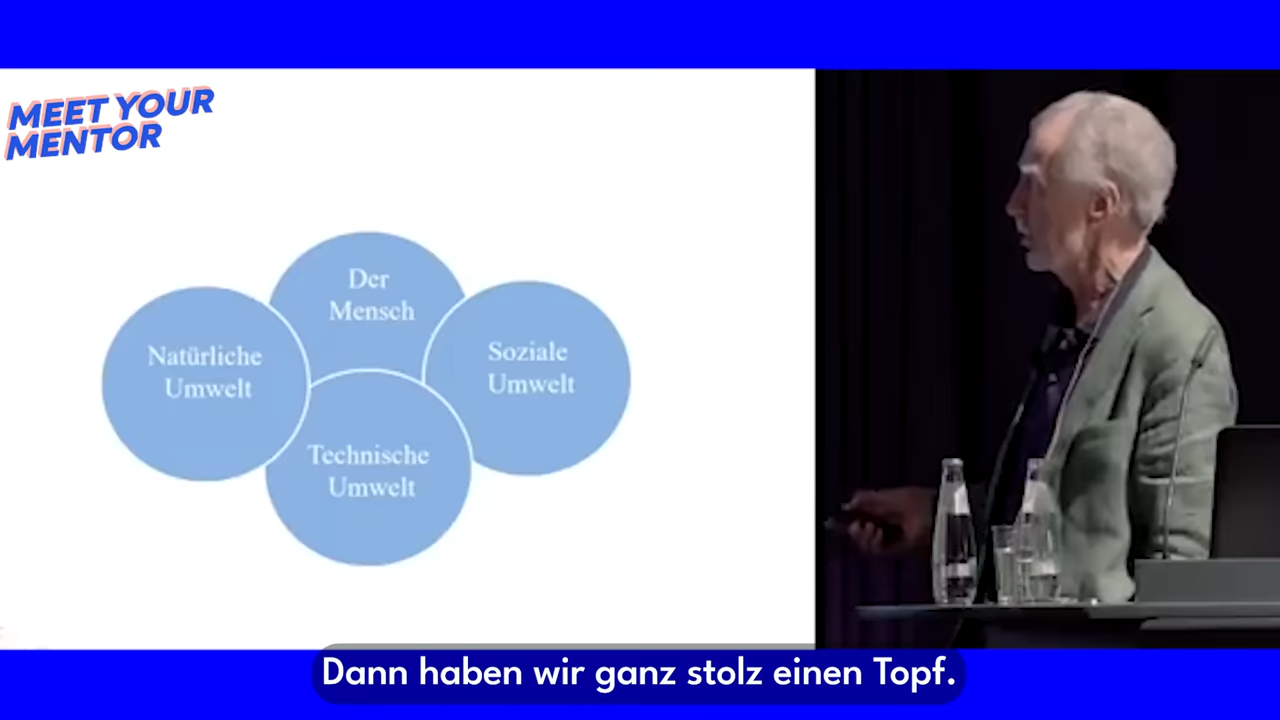 MEET YOUR
MENTOR
Der
Mensch
Natürliche
Umwelt
Soziale
Umwelt
Technische
Umwelt
Dann haben wir ganz stolz einen Topf.